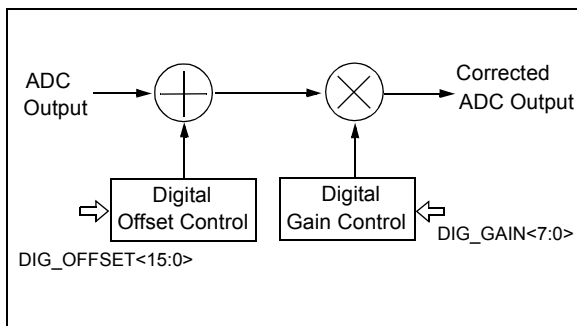 ADC
Output
Corrected
ADC Output
Digital
Offset Control
Digital
Gain Control
DIG_OFFSET<15:0>
DIG_GAIN<7:0>